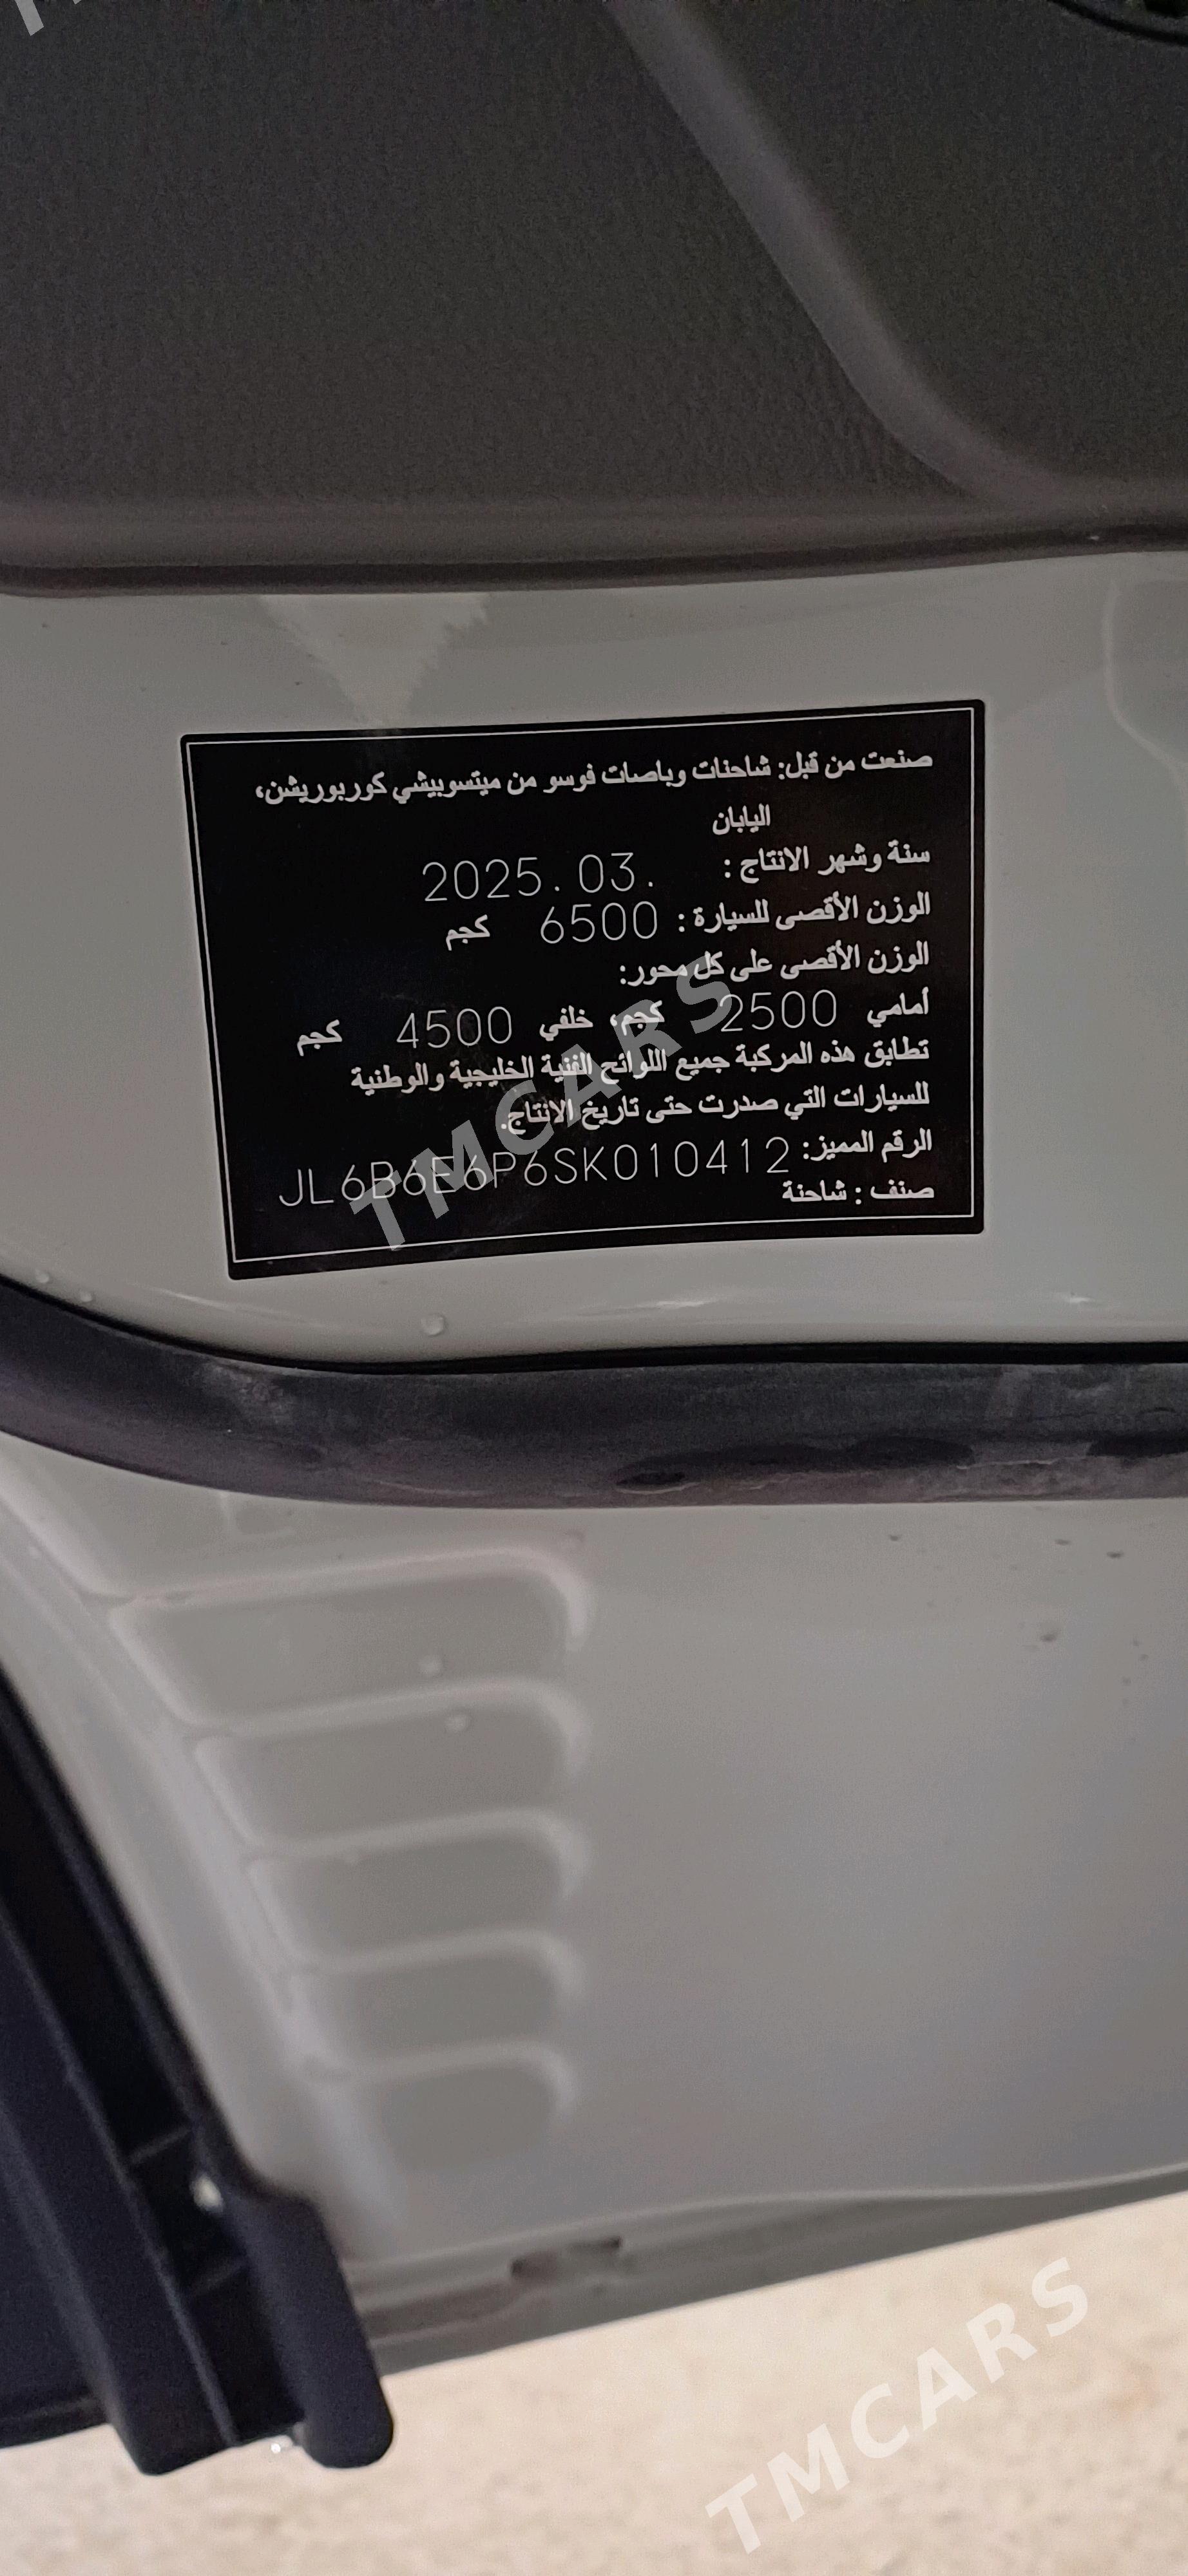 صنعت من قبل: شاحنات وباصات فوسو من ميتسوبيشي كوربوريشن،
اليابان
سنة وشهر الانتاج : 2025.03.
الوزن الأقصى للسيارة : 6500 كجم
الوزن الأقصى على كل محور:
أمامي 2500 كجم، خلفي 4500 كجم
تطابق هذه المركبة جميع اللوائح الفنية الخليجية والوطنية
للسيارات التي صدرت حتى تاريخ الانتاج.
الرقم المميز: JL6B6E6P6SK010412
صنف : شاحنة
TMCARS
TMCARS